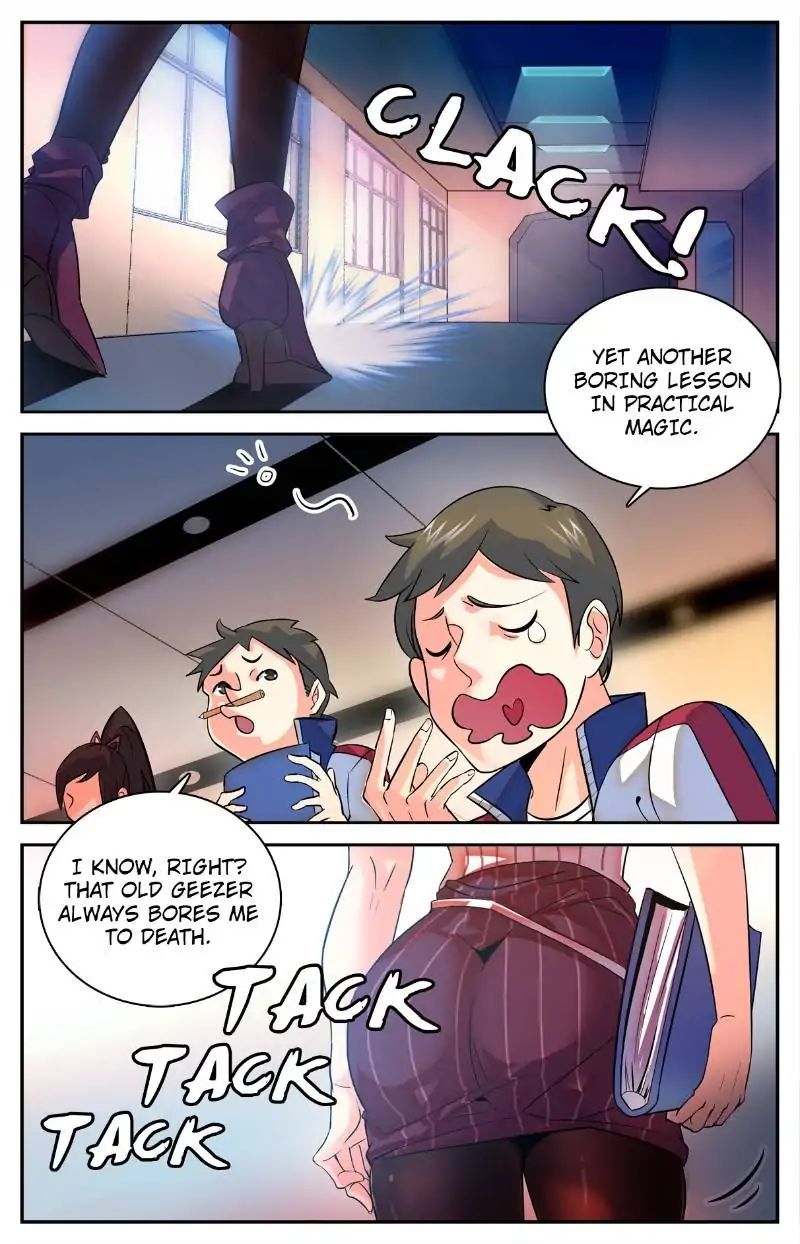 CLACK!
YET ANOTHER
BORING LESSON
IN PRACTICAL
MAGIC.
I KNOW, RIGHT?
THAT OLD GEEZER
ALWAYS BORES ME
TO DEATH.
TACK
TACK
TACK